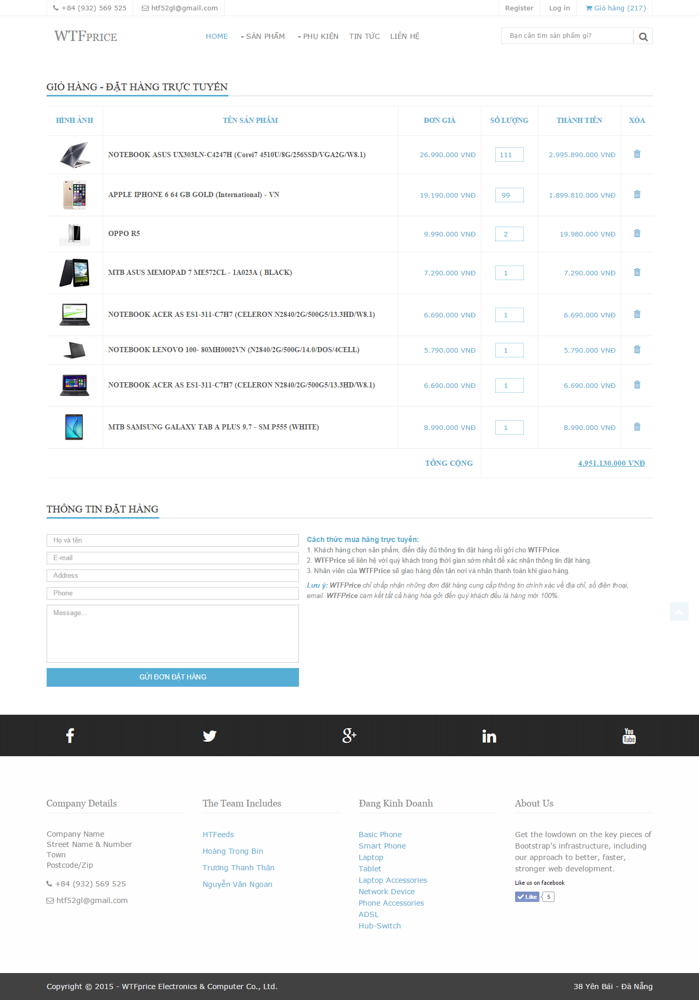 +84 (932) 569 525 htf52gl@gmail.com Register Log in Giỏ hàng (217)
WTFPRICE HOME SẢN PHẨM PHỤ KIỆN TIN TỨC LIÊN HỆ Bạn cần tìm sản phẩm gì?
GIỎ HÀNG - ĐẶT HÀNG TRỰC TUYẾN
HÌNH ẢNH TÊN SẢN PHẨM ĐƠN GIÁ SỐ LƯỢNG THÀNH TIỀN XÓA
NOTEBOOK ASUS UX303LN-C4247H (Corei7 4510U/8G/256SSD/VGA2G/W8.1) 26.990.000 VNĐ 111 2.995.890.000 VNĐ
APPLE IPHONE 6 64 GB GOLD (International) - VN 19.190.000 VNĐ 99 1.899.810.000 VNĐ
OPPO R5 9.990.000 VNĐ 2 19.980.000 VNĐ
MTB ASUS MEMOPAD 7 ME572CL - 1A023A ( BLACK) 7.290.000 VNĐ 1 7.290.000 VNĐ
NOTEBOOK ACER AS ES1-311-C7H7 (CELERON N2840/2G/500G5/13.3HD/W8.1) 6.690.000 VNĐ 1 6.690.000 VNĐ
NOTEBOOK LENOVO 100- 80MH0002VN (N2840/2G/500G/14.0/DOS/4CELL) 5.790.000 VNĐ 1 5.790.000 VNĐ
NOTEBOOK ACER AS ES1-311-C7H7 (CELERON N2840/2G/500G5/13.3HD/W8.1) 6.690.000 VNĐ 1 6.690.000 VNĐ
MTB SAMSUNG GALAXY TAB A PLUS 9.7 - SM P555 (WHITE) 8.990.000 VNĐ 1 8.990.000 VNĐ
TỔNG CỘNG 4.951.130.000 VNĐ
THÔNG TIN ĐẶT HÀNG
Họ và tên
E-mail
Address
Phone
Message...
GỬI ĐƠN ĐẶT HÀNG
Cách thức mua hàng trực tuyến:
1. Khách hàng chọn sản phẩm, điền đầy đủ thông tin đặt hàng rồi gởi cho WTFPrice.
2. WTFPrice sẽ liên hệ với quý khách trong thời gian sớm nhất để xác nhận thông tin đặt hàng.
3. Nhân viên của WTFPrice sẽ giao hàng đến tận nơi và nhận thanh toán khi giao hàng.
Lưu ý: WTFPrice chỉ chấp nhận những đơn đặt hàng cung cấp thông tin chính xác về địa chỉ, số điện thoại,
email. WTFPrice cam kết tất cả hàng hóa gởi đến quý khách đều là hàng mới 100%.
You
Tube
Company Details
Company Name
Street Name & Number
Town
Postcode/Zip
+84 (932) 569 525
htf52gl@gmail.com
The Team Includes
HTFeeds
Hoàng Trọng Bin
Trương Thanh Thân
Nguyễn Văn Ngoan
Đang Kinh Doanh
Basic Phone
Smart Phone
Laptop
Tablet
Laptop Accessories
Network Device
Phone Accessories
ADSL
Hub-Switch
About Us
Get the lowdown on the key pieces of
Bootstrap's infrastructure, including
our approach to better, faster,
stronger web development.
Like us on facebook
Like 5
Copyright © 2015 - WTFprice Electronics & Computer Co., Ltd. 38 Yên Bái - Đà Nẵng